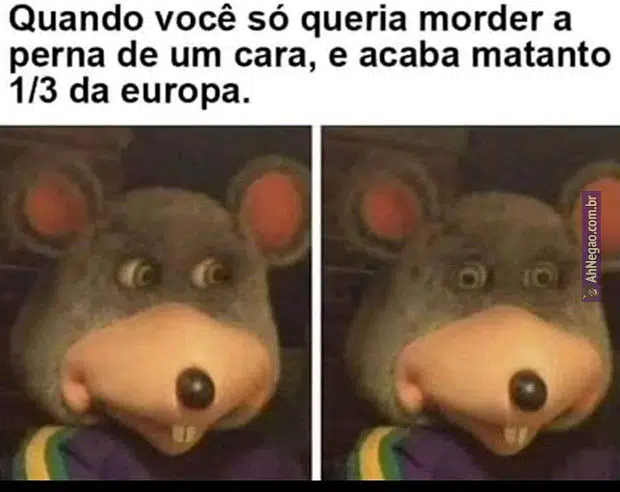 Quando você só queria morder a
perna de um cara, e acaba matanto
1/3 da europa.
AhNegao.com.br